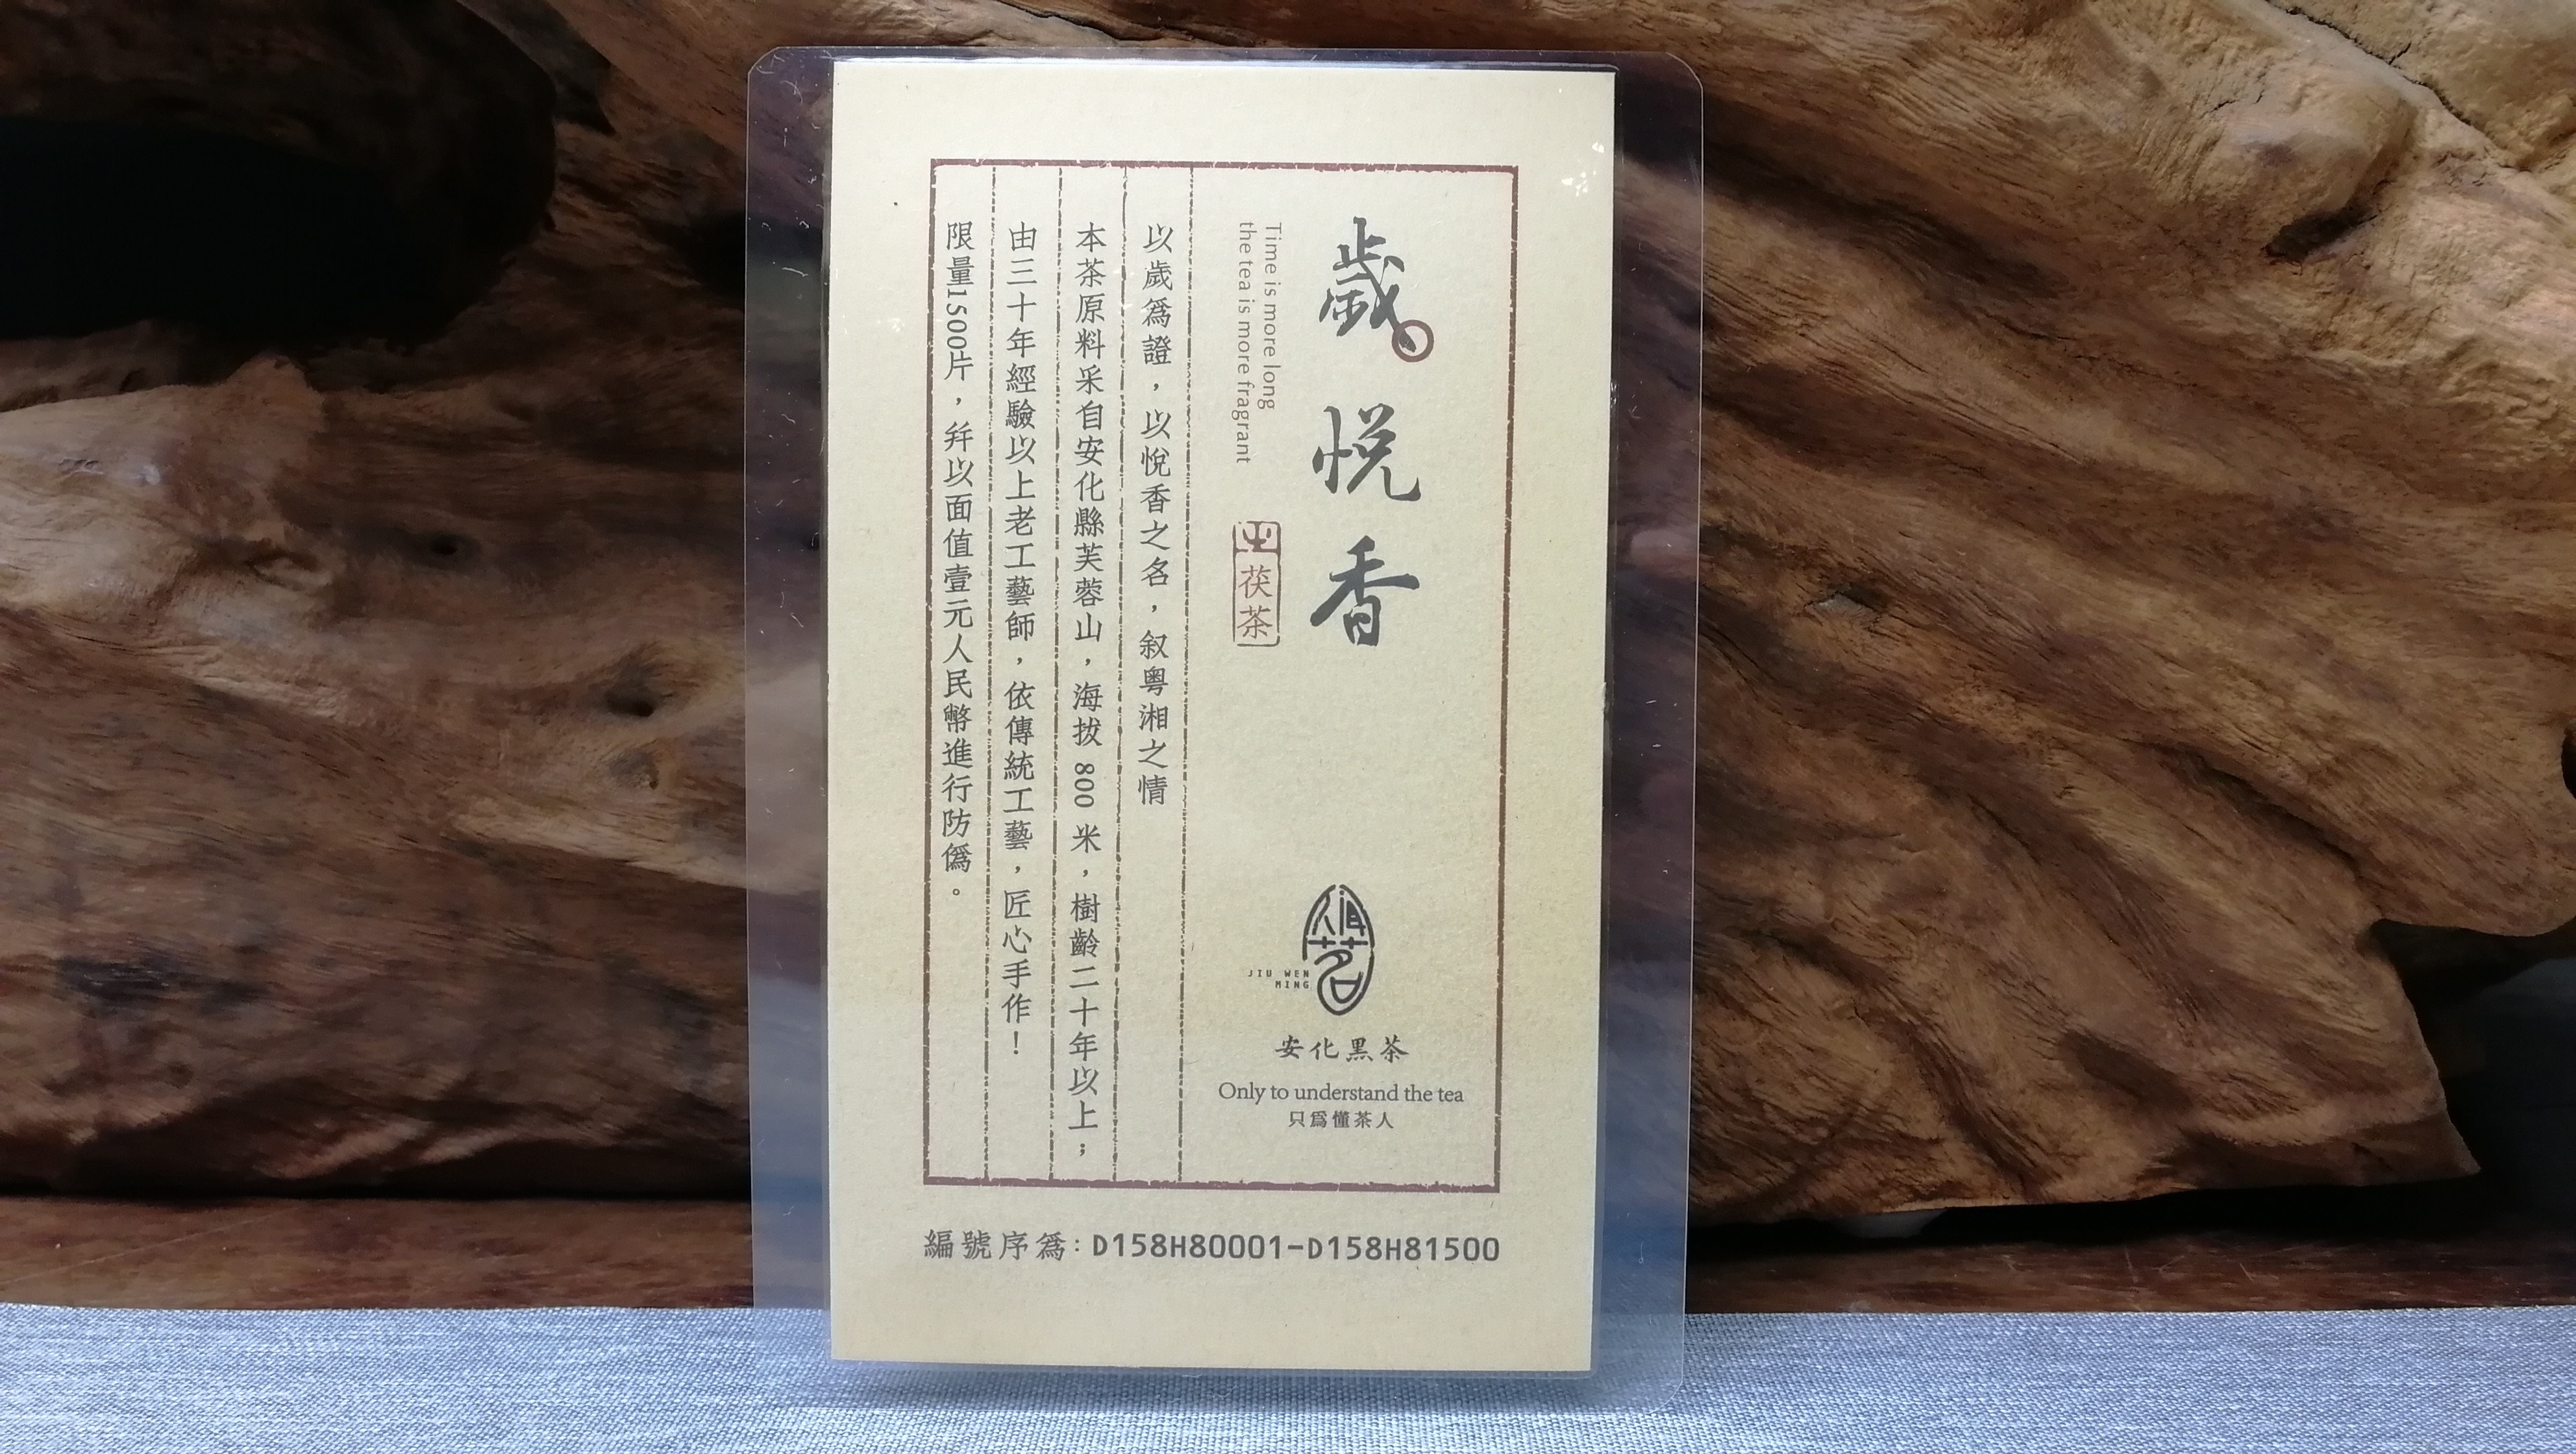 歲悅香
Time is more long
the tea is more fragrant
茯茶
以歲爲證，以悅香之名，叙粤湘之情
本茶原料采自安化縣芙蓉山，海拔 800 米，樹齡二十年以上；
由三十年經驗以上老工藝師，依傳統工藝，匠心手作！
限量1500片，并以面值壹元人民幣進行防僞。
JIU WEN
MING
安化黑茶
Only to understand the tea
只爲懂茶人
編號序爲：D158H80001-D158H81500